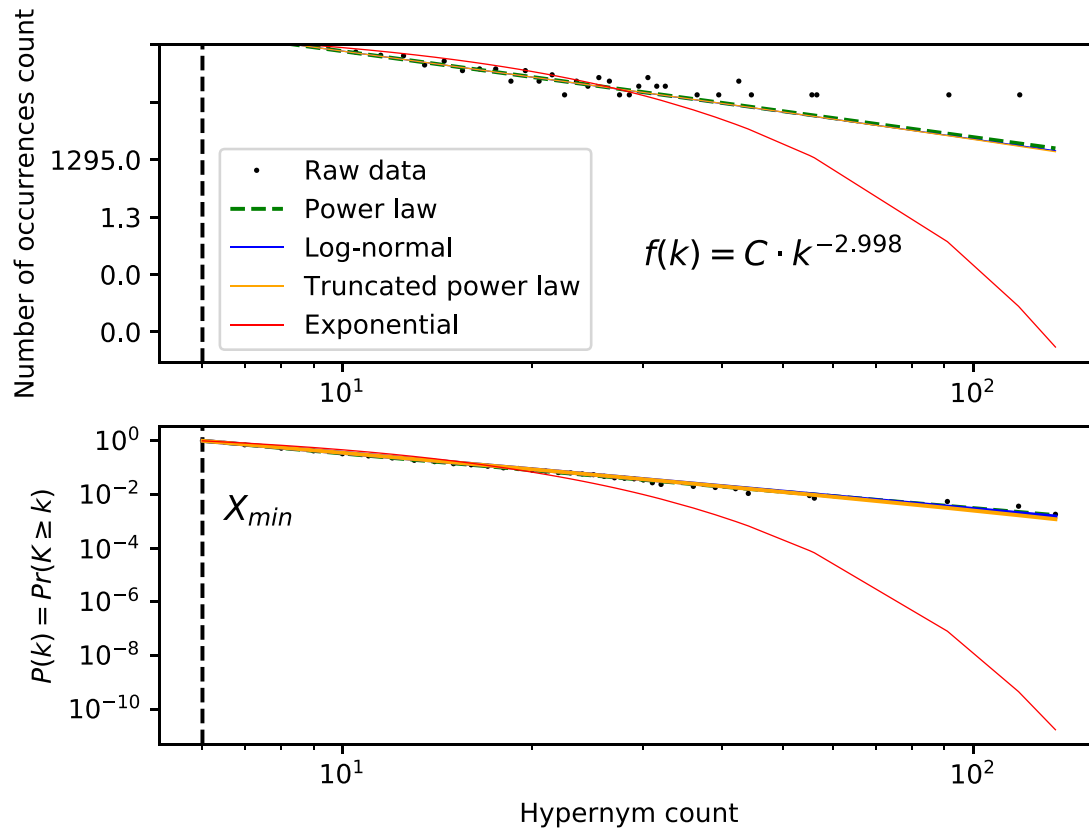 Number of occurrences count
1295.0
1.3
0.0
0.0
Raw data
Power law
Log-normal
Truncated power law
Exponential
f(k) = C · k^{-2.998}
10^1
10^2
P(k) = Pr(K ≥ k)
10^0
10^{-2}
10^{-4}
10^{-6}
10^{-8}
10^{-10}
X_{min}
10^1
10^2
Hypernym count